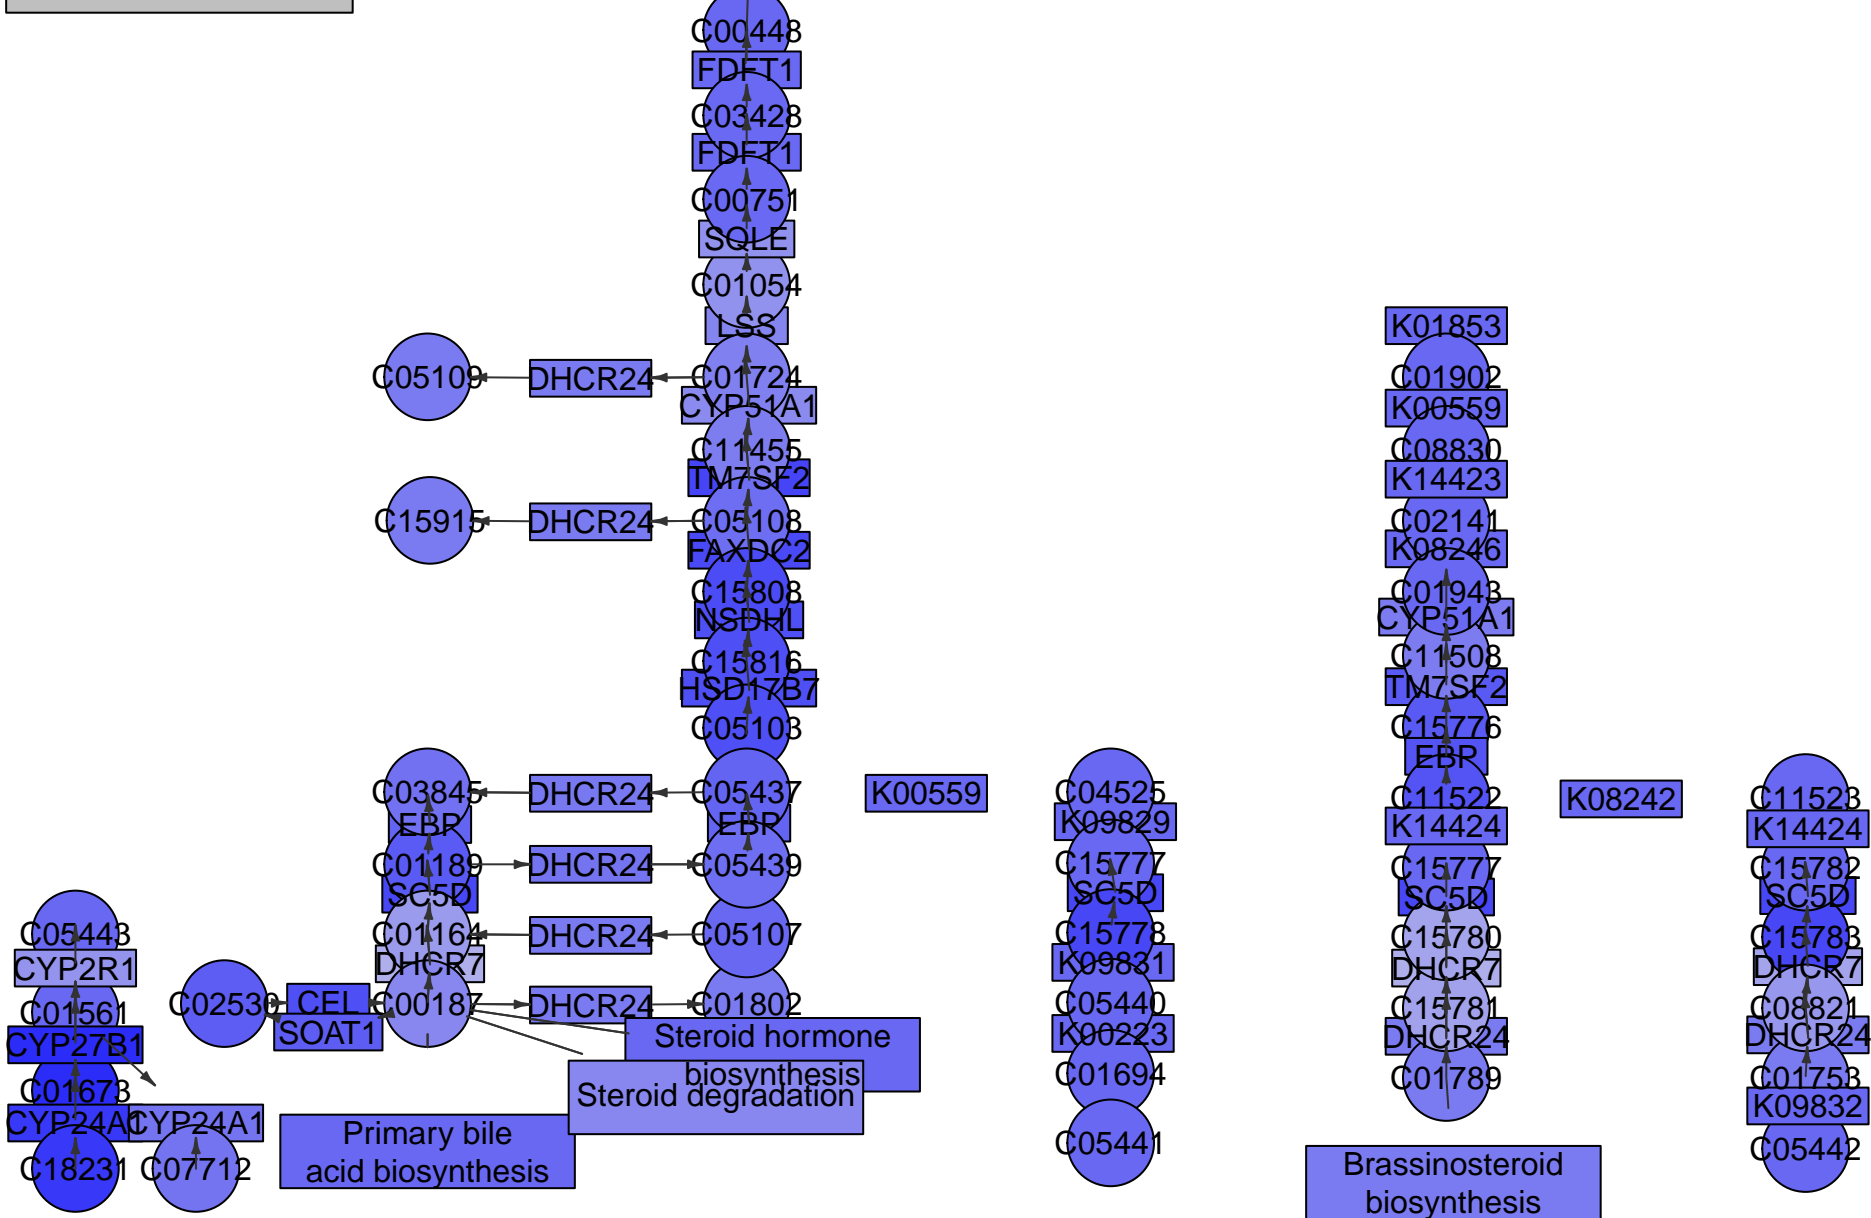 C00448
FDFT1
C03428
FDFT1
C00751
SQLE
C01054
LSS
C05109
DHCR24
C01724
CYP51A1
C11455
TM7SF2
C15915
DHCR24
C05108
FAXDC2
C15808
NSDHL
C15816
HSD17B7
C05103
C03845
DHCR24
C05437
EBP
EBP
C01189
DHCR24
C05439
SC5D
C01164
DHCR24
C05107
DHCR7
C02530
CEL
SOAT1
C00187
DHCR24
C01802
C05443
CYP2R1
C01561
CYP27B1
C01673
CYP24A1
CYP24A1
C18231
C07712
Steroid hormone
biosynthesis
Steroid degradation
Primary bile
acid biosynthesis
K00559
C04525
K09829
C15777
SC5D
C15778
K09831
C05440
K00223
C01694
C05441
K01853
C01902
K00559
C08830
K14423
C02141
K08246
C01943
CYP51A1
C11508
TM7SF2
C15776
EBP
C11522
K14424
C15777
SC5D
C15780
DHCR7
C15781
DHCR24
C01789
Brassinosteroid
biosynthesis
K08242
C11523
K14424
C15782
SC5D
C15783
DHCR7
C08821
DHCR24
C01753
K09832
C05442